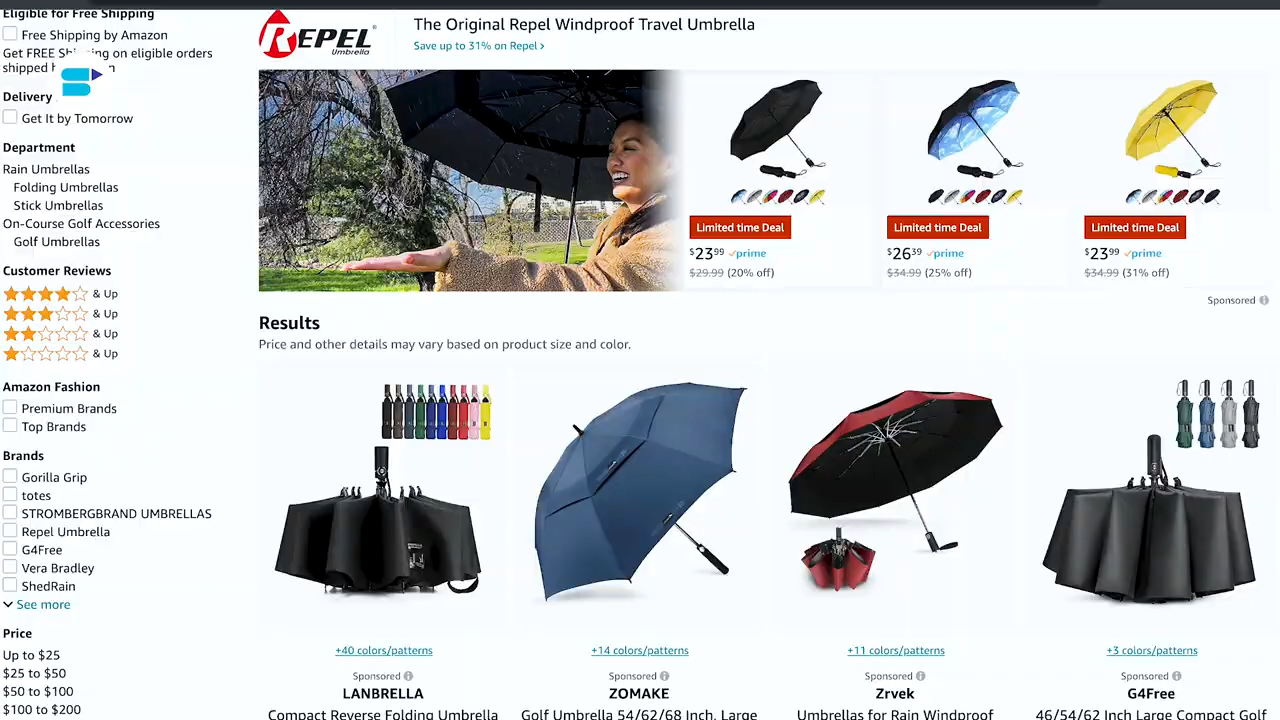 Eligible for Free Shipping
Free Shipping by Amazon
Get FREE Shipping on eligible orders
shipped
Delivery
Get It by Tomorrow
Department
Rain Umbrellas
Folding Umbrellas
Stick Umbrellas
On-Course Golf Accessories
Golf Umbrellas
Customer Reviews
& Up
& Up
& Up
& Up
Amazon Fashion
Premium Brands
Top Brands
Brands
Gorilla Grip
totes
STROMBERGBRAND UMBRELLAS
Repel Umbrella
G4Free
Vera Bradley
ShedRain
See more
Price
Up to $25
$25 to $50
$50 to $100
$100 to $200
REPEL®
Umbrella
The Original Repel Windproof Travel Umbrella
Save up to 31% on Repel ›
Limited time Deal
$23.99 prime
$29.99 (20% off)
Limited time Deal
$26.39 prime
$34.99 (25% off)
Limited time Deal
$23.99 prime
$34.99 (31% off)
Sponsored
Results
Price and other details may vary based on product size and color.
+40 colors/patterns
Sponsored
LANBRELLA
Compact Reverse Folding Umbrella
+14 colors/patterns
Sponsored
ZOMAKE
Golf Umbrella 54/62/68 Inch, Large
+11 colors/patterns
Sponsored
Zrvek
Umbrellas for Rain Windproof
+3 colors/patterns
Sponsored
G4Free
46/54/62 Inch Large Compact Golf